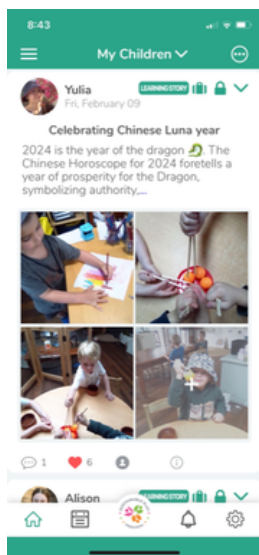 8:43
My Children
Yulia
LEARNING STORY
Fri, February 09
Celebrating Chinese Luna year
2024 is the year of the dragon 🐉. The
Chinese Horoscope for 2024 foretells a
year of prosperity for the Dragon,
symbolizing authority,...
+
1
6
Alison
LEARNING STORY